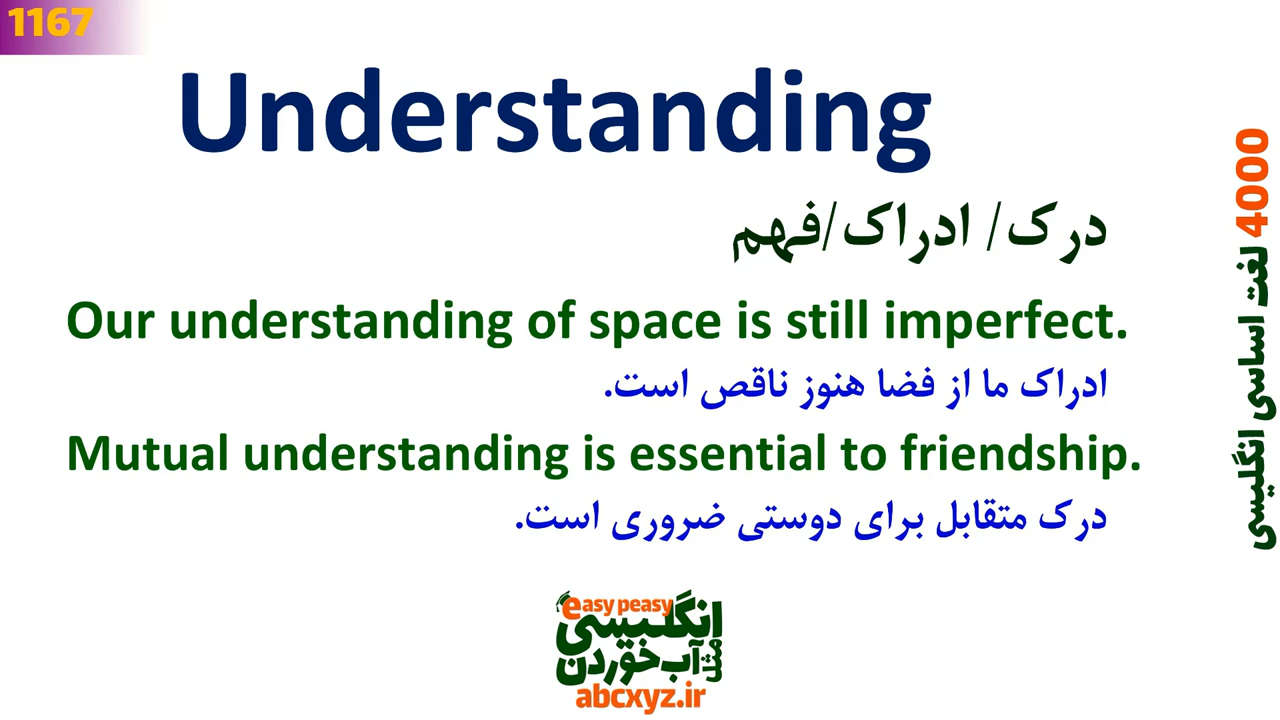 1167
Understanding
درک/ ادراک/فهم
Our understanding of space is still imperfect.
ادراک ما از فضا هنوز ناقص است.
Mutual understanding is essential to friendship.
درک متقابل برای دوستی ضروری است.
4000 لغت اساسی انگلیسی
easy peasy
انگلیسی
مثل آب خوردن
abcxyz.ir